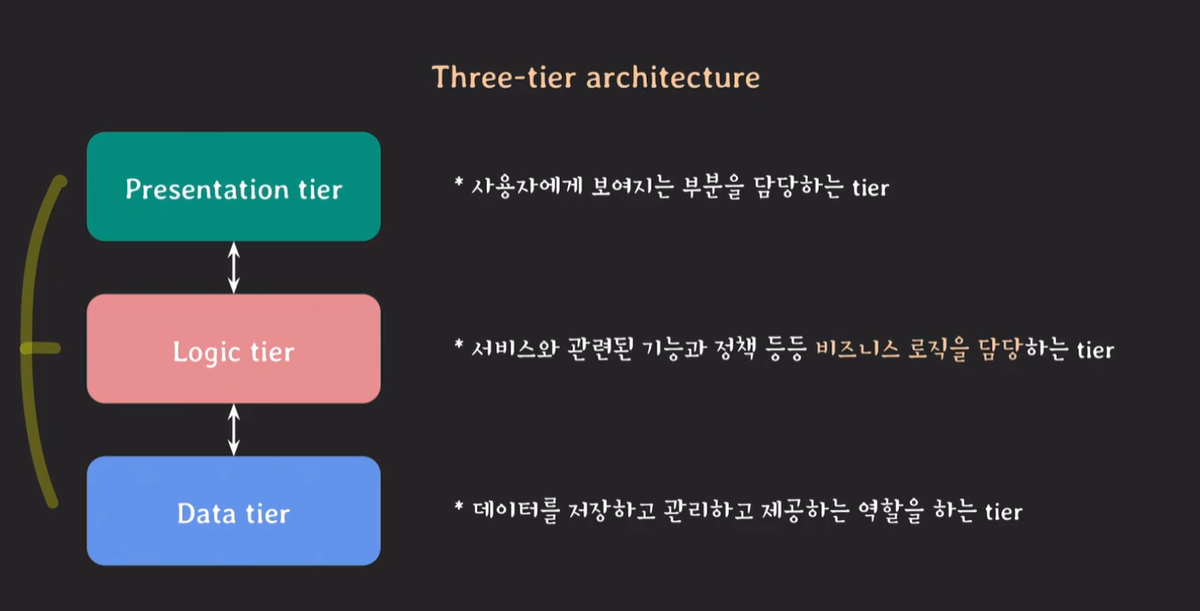 Three-tier architecture
Presentation tier
* 사용자에게 보여지는 부분을 담당하는 tier
Logic tier
* 서비스와 관련된 기능과 정책 등등 비즈니스 로직을 담당하는 tier
Data tier
* 데이터를 저장하고 관리하고 제공하는 역할을 하는 tier